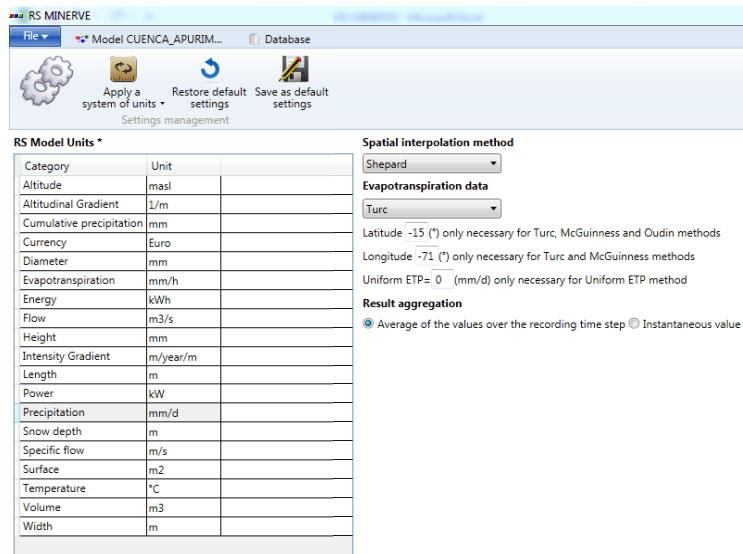 RS MINERVE
File
Model CUENCA_APURIM...
Database
Apply a system of units
Restore default settings
Save as default settings
Settings management
RS Model Units *
Category Unit
Altitude masl
Altitudinal Gradient 1/m
Cumulative precipitation mm
Currency Euro
Diameter mm
Evapotranspiration mm/h
Energy kWh
Flow m3/s
Height mm
Intensity Gradient m/year/m
Length m
Power kW
Precipitation mm/d
Snow depth m
Specific flow m/s
Surface m2
Temperature °C
Volume m3
Width m
Spatial interpolation method
Shepard
Evapotranspiration data
Turc
Latitude -15 (°) only necessary for Turc, McGuinness and Oudin methods
Longitude -71 (°) only necessary for Turc and McGuinness methods
Uniform ETP= 0 (mm/d) only necessary for Uniform ETP method
Result aggregation
Average of the values over the recording time step Instantaneous value